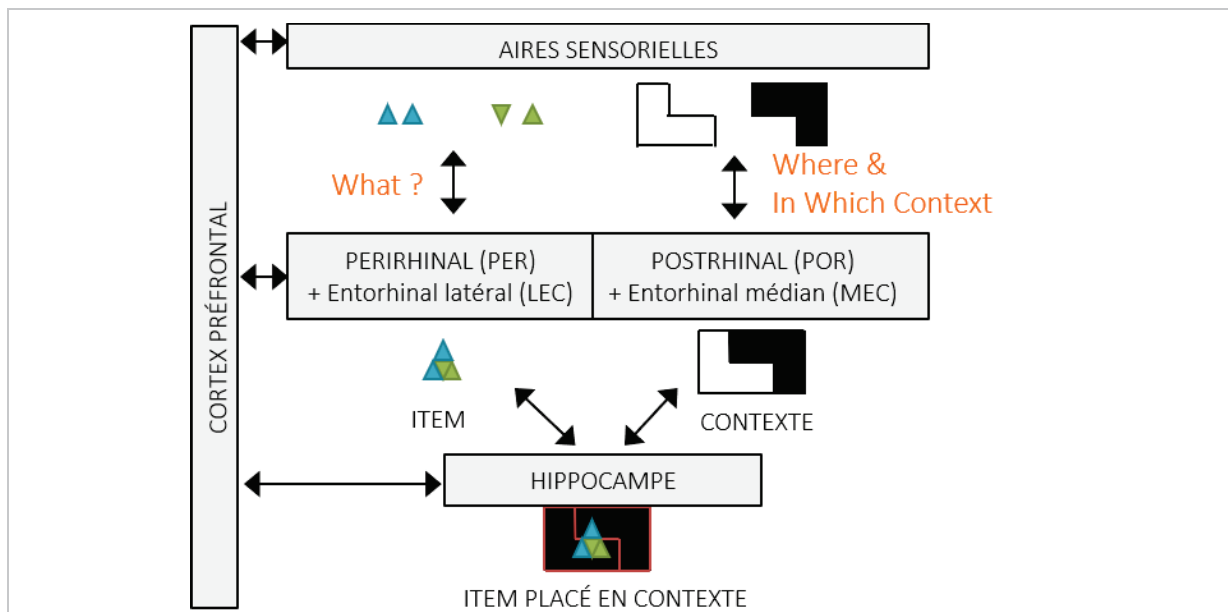 AIRES SENSORIELLES
What ?
Where &
In Which Context
CORTEX PRÉFRONTAL
PERIRHINAL (PER)
+ Entorhinal latéral (LEC)
POSTRHINAL (POR)
+ Entorhinal médian (MEC)
ITEM
CONTEXTE
HIPPOCAMPE
ITEM PLACÉ EN CONTEXTE